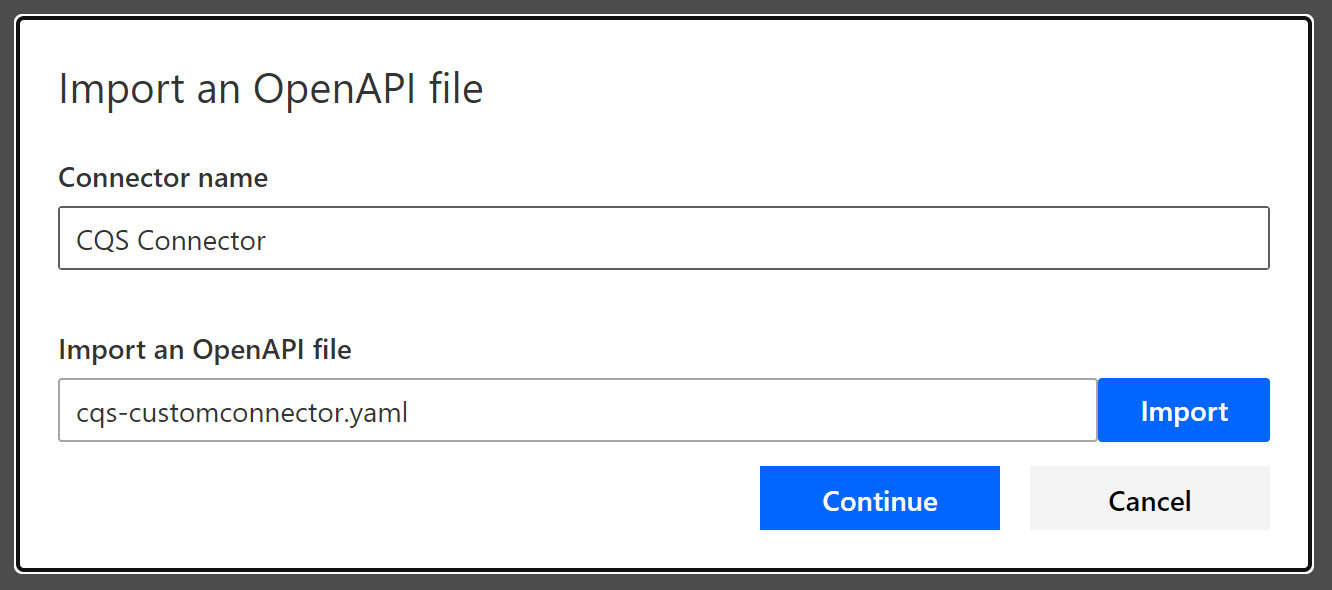 Import an OpenAPI file
Connector name
CQS Connector
Import an OpenAPI file
cqs-customconnector.yaml
Import
Continue
Cancel